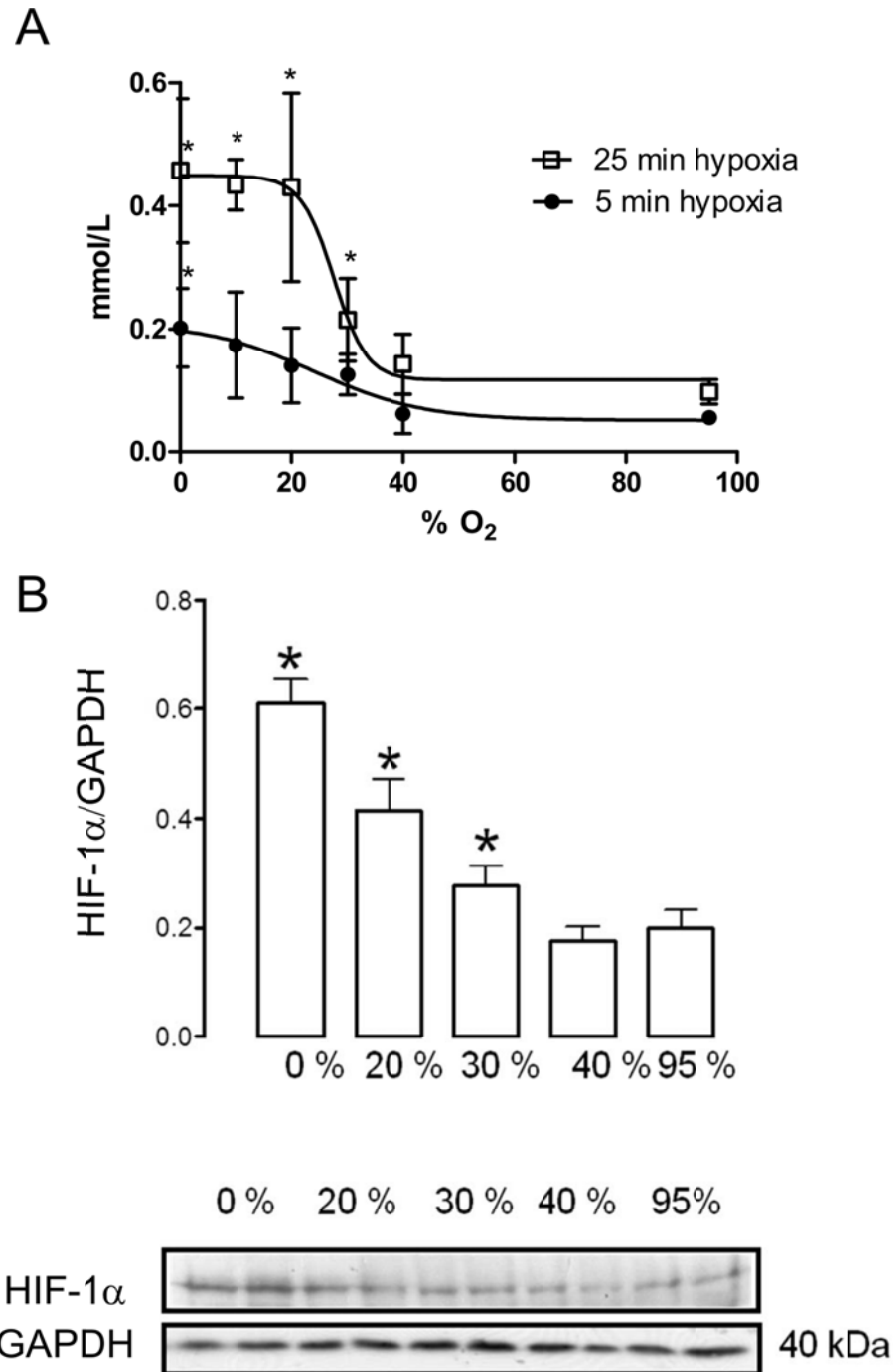 A
0.6
0.4
0.2
0.0
mmol/L
* * * * *
25 min hypoxia
5 min hypoxia
0 20 40 60 80 100
% O₂
B
0.8
0.6
0.4
0.2
0.0
HIF-1α/GAPDH
* * *
0 % 20 % 30 % 40 % 95 %
0 % 20 % 30 % 40 % 95%
HIF-1α
GAPDH 40 kDa